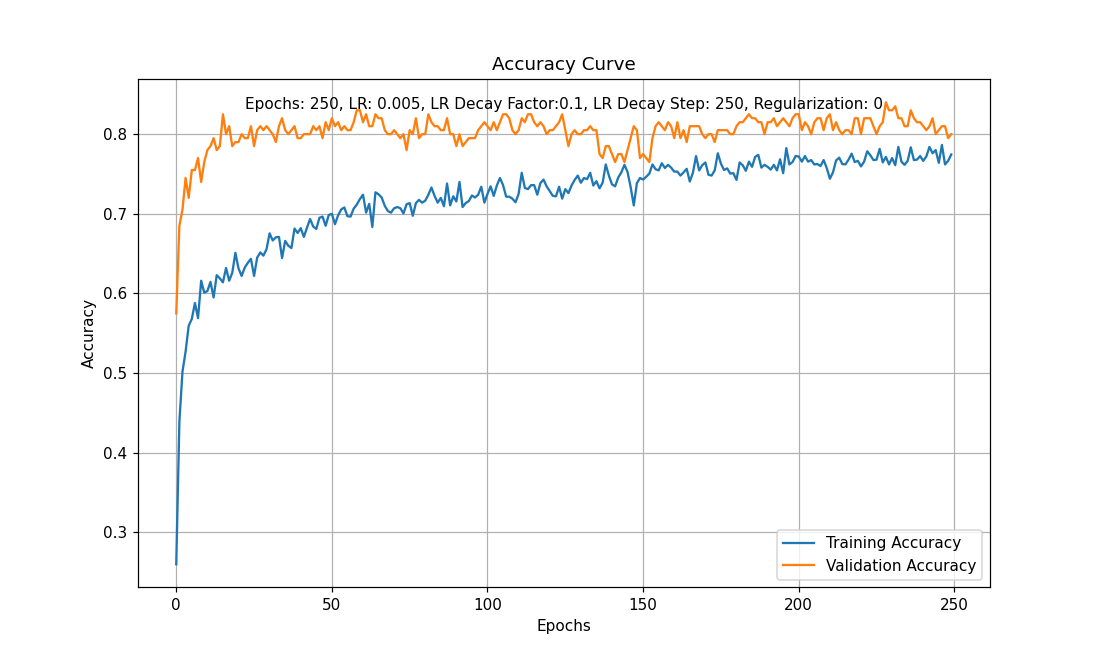 Accuracy Curve
Epochs: 250, LR: 0.005, LR Decay Factor:0.1, LR Decay Step: 250, Regularization: 0
Accuracy
0.8
0.7
0.6
0.5
0.4
0.3
Training Accuracy
Validation Accuracy
0 50 100 150 200 250
Epochs